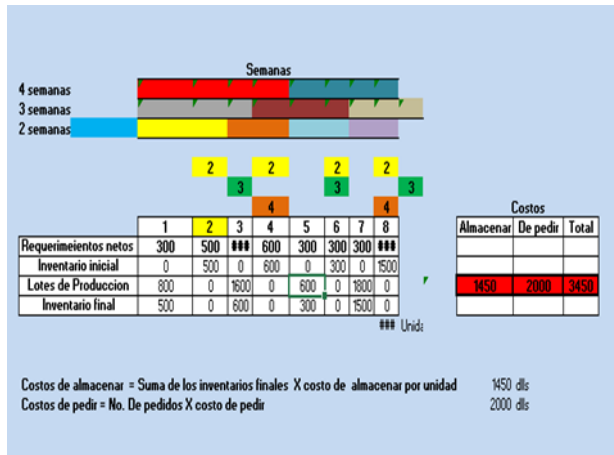 Semanas
4 semanas
3 semanas
2 semanas
2 2 2 2
3 3 3
4 4
Costos
1 2 3 4 5 6 7 8 Almacenar De pedir Total
Requerimeientos netos 300 500 ### 600 300 300 300 ###
Inventario inicial 0 500 0 600 0 300 0 1500
Lotes de Produccion 800 0 1600 0 600 0 1800 0 1450 2000 3450
Inventario final 500 0 600 0 300 0 1500 0
### Unida
Costos de almacenar = Suma de los inventarios finales X costo de almacenar por unidad 1450 dlls
Costos de pedir = No. De pedidos X costo de pedir 2000 dlls